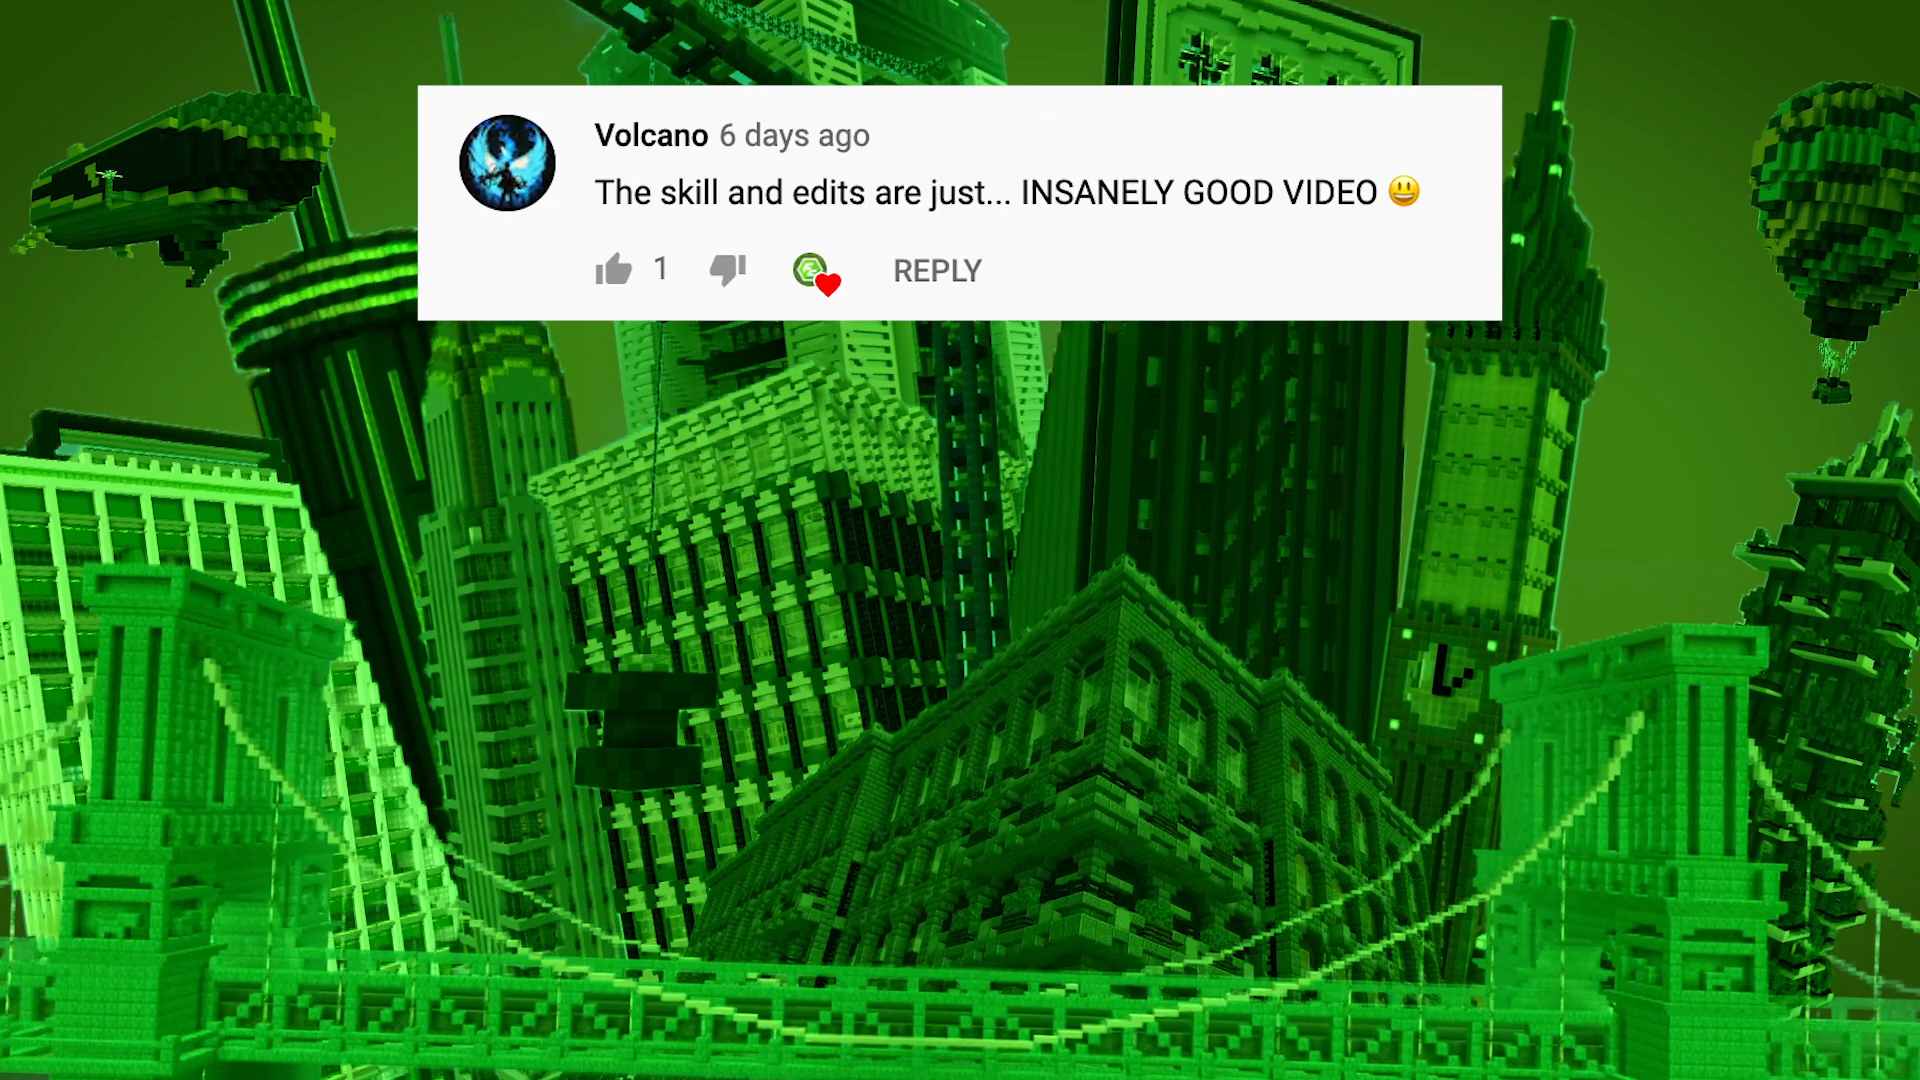 Volcano 6 days ago
The skill and edits are just... INSANELY GOOD VIDEO 😃
1 REPLY